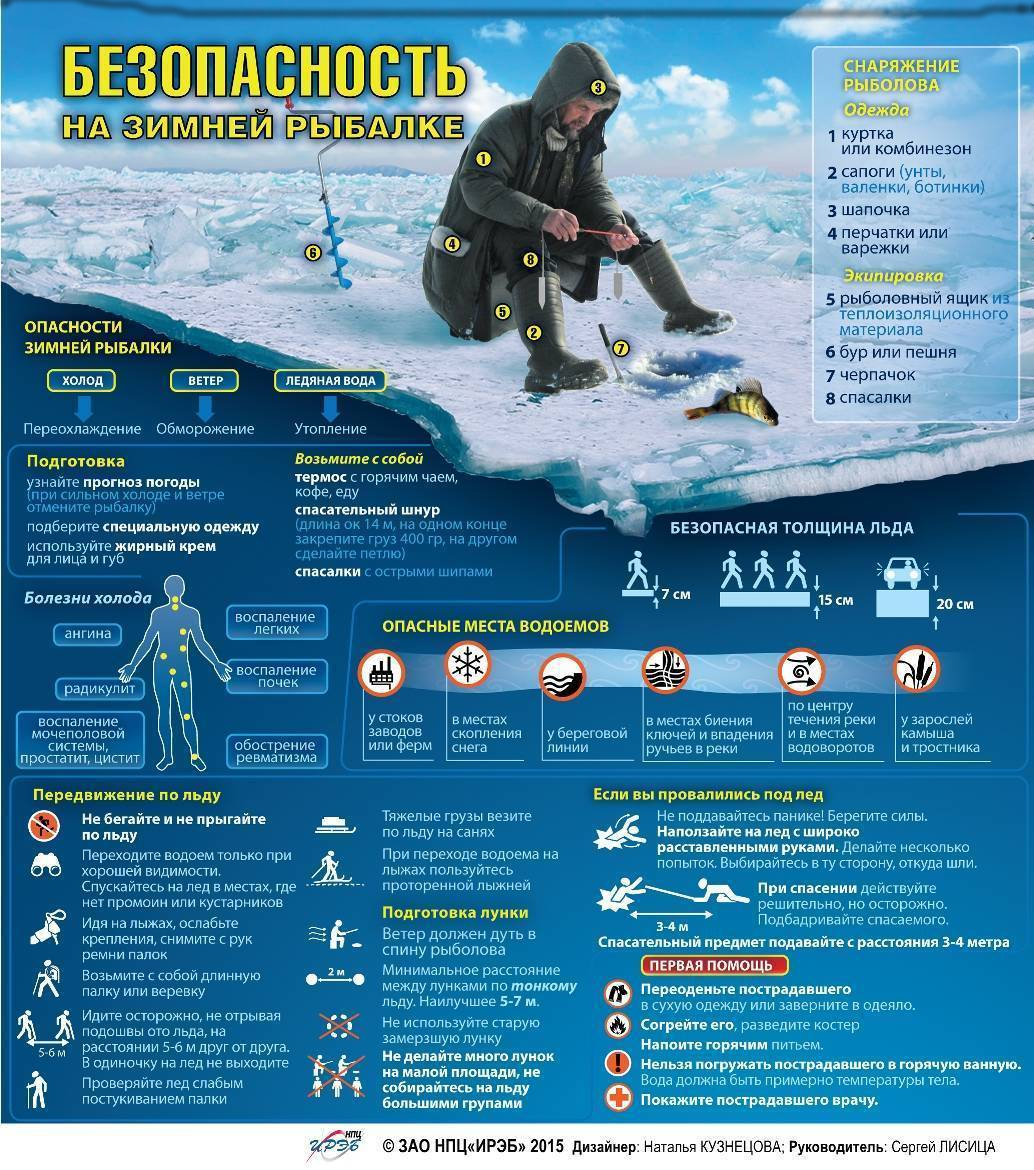 БЕЗОПАСНОСТЬ
НА ЗИМНЕЙ РЫБАЛКЕ
СНАРЯЖЕНИЕ
РЫБОЛОВА
Одежда
1 куртка
или комбинезон
2 сапоги (унты,
валенки, ботинки)
3 шапочка
4 перчатки или
варежки
Экипировка
5 рыболовный ящик из
теплоизоляционного
материала
6 бур или пешня
7 черпачок
8 спасалки
3
1
4
6
8
5
2
7
ОПАСНОСТИ
ЗИМНЕЙ РЫБАЛКИ
ХОЛОД
ВЕТЕР
ЛЕДЯНАЯ ВОДА
Переохлаждение
Обморожение
Утопление
Подготовка
узнайте прогноз погоды
(при сильном холоде и ветре
отмените рыбалку)
подберите специальную одежду
используйте жирный крем
для лица и губ
Возьмите с собой
термос с горячим чаем,
кофе, еду
спасательный шнур
(длина ок 14 м, на одном конце
закрепите груз 400 гр, на другом
сделайте петлю)
спасалки с острыми шипами
БЕЗОПАСНАЯ ТОЛЩИНА ЛЬДА
7 см
15 см
20 см
Болезни холода
ангина
радикулит
воспаление
мочеполовой
системы,
простатит, цистит
воспаление
легких
воспаление
почек
обострение
ревматизма
ОПАСНЫЕ МЕСТА ВОДОЕМОВ
у стоков
заводов
или ферм
в местах
скопления
снега
у береговой
линии
в местах биения
ключей и впадения
ручьев в реки
по центру
течения реки
и в местах
водоворотов
у зарослей
камыша
и тростника
Передвижение по льду
Не бегайте и не прыгайте
по льду
Переходите водоем только при
хорошей видимости.
Спускайтесь на лед в местах, где
нет промоин или кустарников
Идя на лыжах, ослабьте
крепления, снимите с рук
ремни палок
Возьмите с собой длинную
палку или веревку
5-6 м
Идите осторожно, не отрывая
подошвы ото льда, на
расстоянии 5-6 м друг от друга.
В одиночку на лед не выходите
Проверяйте лед слабым
постукиванием палки
Тяжелые грузы везите
по льду на санях
При переходе водоема на
лыжах пользуйтесь
проторенной лыжней
Подготовка лунки
Ветер должен дуть в
спину рыболова
2 м
Минимальное расстояние
между лунками по тонкому
льду. Наилучшее 5-7 м.
Не используйте старую
замерзшую лунку
Не делайте много лунок
на малой площади, не
собирайтесь на льду
большими группами
Если вы провалились под лед
Не поддавайтесь панике! Берегите силы.
Наползайте на лед с широко
расставленными руками. Делайте несколько
попыток. Выбирайтесь в ту сторону, откуда шли.
3-4 м
При спасении действуйте
решительно, но осторожно.
Подбадривайте спасаемого.
Спасательный предмет подавайте с расстояния 3-4 метра
ПЕРВАЯ ПОМОЩЬ
Переоденьте пострадавшего
в сухую одежду или заверните в одеяло.
Согрейте его, разведите костер
Напоите горячим питьем.
Нельзя погружать пострадавшего в горячую ванную.
Вода должна быть примерно температуры тела.
Покажите пострадавшего врачу.
НПЦ
ИРЭБ
© ЗАО НПЦ«ИРЭБ» 2015 Дизайнер: Наталья КУЗНЕЦОВА; Руководитель: Сергей ЛИСИЦА